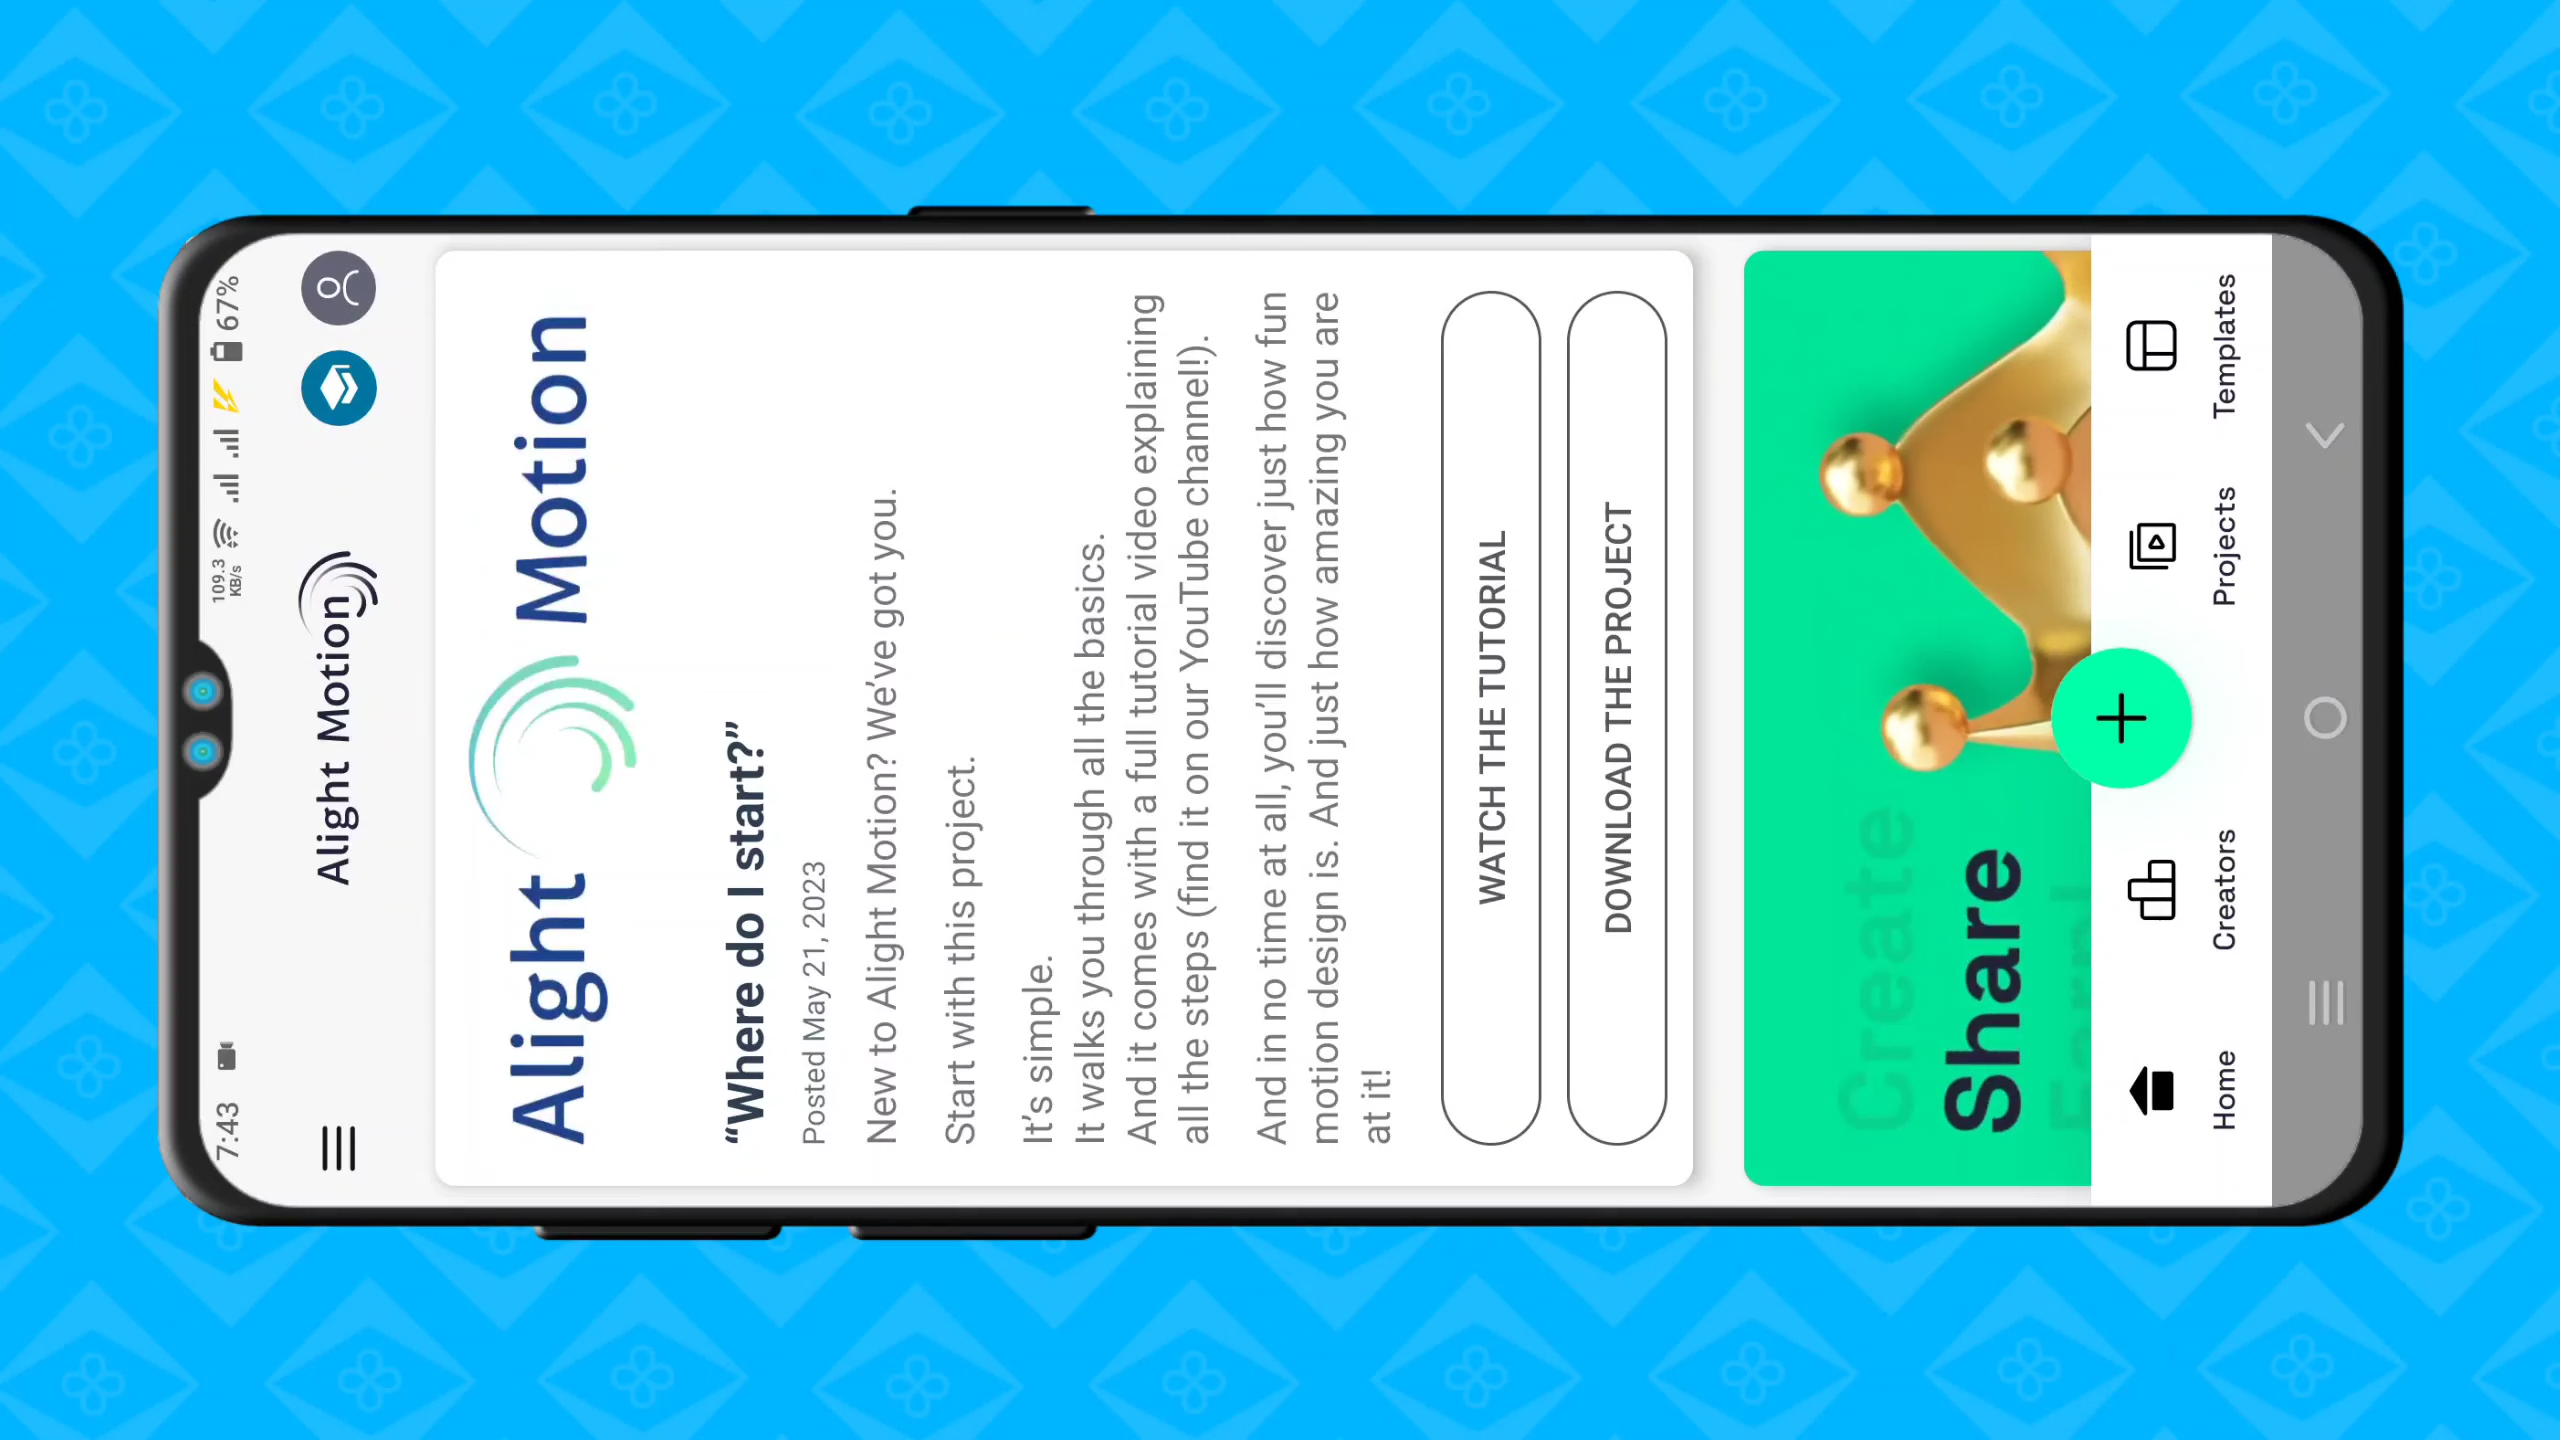 7:43
109.3
KB/s
67%
Alight Motion
Alight Motion
“Where do I start?”
Posted May 21, 2023
New to Alight Motion? We’ve got you.
Start with this project.
It’s simple.
It walks you through all the basics.
And it comes with a full tutorial video explaining
all the steps (find it on our YouTube channel!).
And in no time at all, you’ll discover just how fun
motion design is. And just how amazing you are
at it!
WATCH THE TUTORIAL
DOWNLOAD THE PROJECT
Create
Share
Home
Creators
Projects
Templates